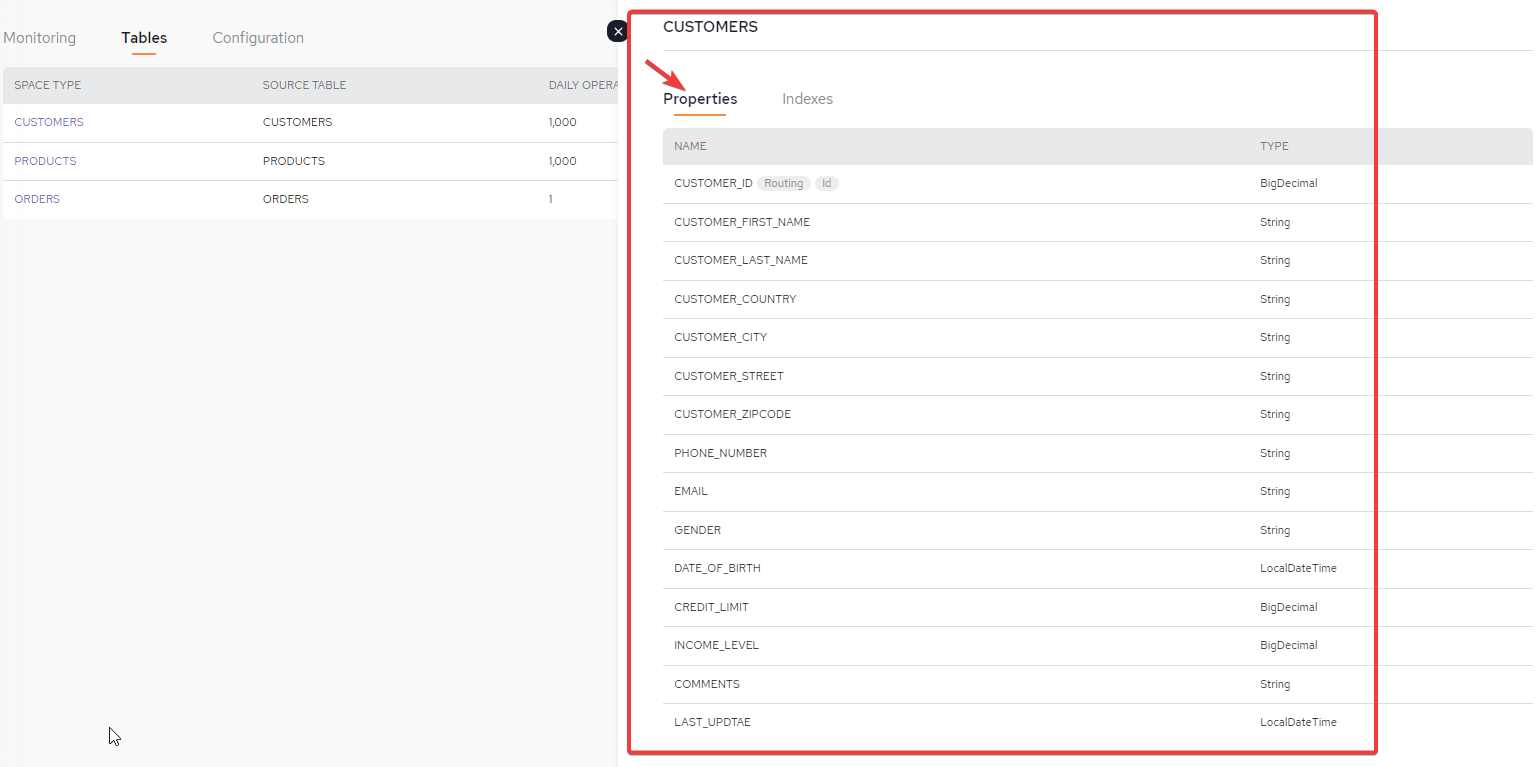 Monitoring Tables Configuration
SPACE TYPE SOURCE TABLE DAILY OPERA
CUSTOMERS CUSTOMERS 1,000
PRODUCTS PRODUCTS 1,000
ORDERS ORDERS 1
CUSTOMERS
Properties Indexes
NAME TYPE
CUSTOMER_ID Routing Id BigDecimal
CUSTOMER_FIRST_NAME String
CUSTOMER_LAST_NAME String
CUSTOMER_COUNTRY String
CUSTOMER_CITY String
CUSTOMER_STREET String
CUSTOMER_ZIPCODE String
PHONE_NUMBER String
EMAIL String
GENDER String
DATE_OF_BIRTH LocalDateTime
CREDIT_LIMIT BigDecimal
INCOME_LEVEL BigDecimal
COMMENTS String
LAST_UPDTAE LocalDateTime